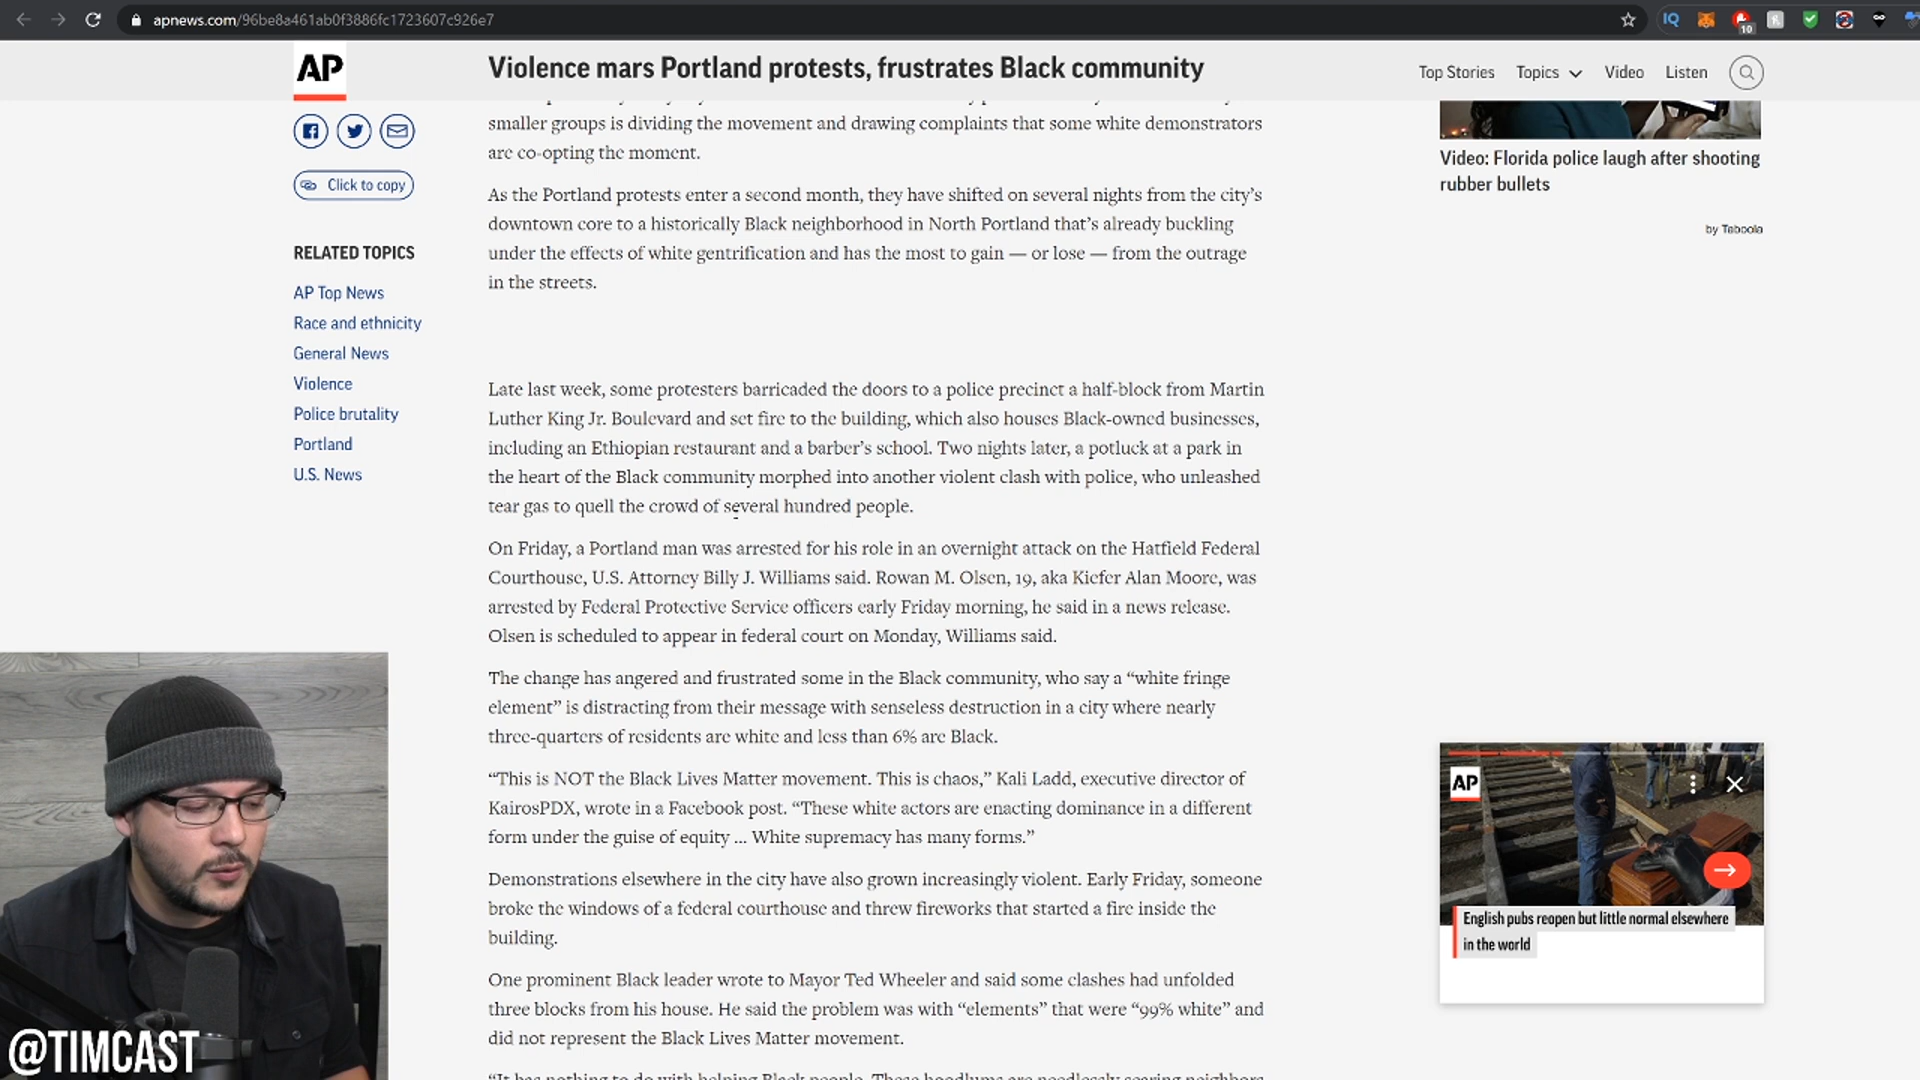 apnews.com/96be8a461ab0f3886fc1723607c926e7
IQ
10
AP
Violence mars Portland protests, frustrates Black community
Top Stories
Topics
Video
Listen
Click to copy
RELATED TOPICS
AP Top News
Race and ethnicity
General News
Violence
Police brutality
Portland
U.S. News
smaller groups is dividing the movement and drawing complaints that some white demonstrators
are co-opting the moment.
As the Portland protests enter a second month, they have shifted on several nights from the city’s
downtown core to a historically Black neighborhood in North Portland that’s already buckling
under the effects of white gentrification and has the most to gain — or lose — from the outrage
in the streets.
Late last week, some protesters barricaded the doors to a police precinct a half-block from Martin
Luther King Jr. Boulevard and set fire to the building, which also houses Black-owned businesses,
including an Ethiopian restaurant and a barber’s school. Two nights later, a potluck at a park in
the heart of the Black community morphed into another violent clash with police, who unleashed
tear gas to quell the crowd of several hundred people.
On Friday, a Portland man was arrested for his role in an overnight attack on the Hatfield Federal
Courthouse, U.S. Attorney Billy J. Williams said. Rowan M. Olsen, 19, aka Kiefer Alan Moore, was
arrested by Federal Protective Service officers early Friday morning, he said in a news release.
Olsen is scheduled to appear in federal court on Monday, Williams said.
The change has angered and frustrated some in the Black community, who say a “white fringe
element” is distracting from their message with senseless destruction in a city where nearly
three-quarters of residents are white and less than 6% are Black.
“This is NOT the Black Lives Matter movement. This is chaos,” Kali Ladd, executive director of
KairosPDX, wrote in a Facebook post. “These white actors are enacting dominance in a different
form under the guise of equity ... White supremacy has many forms.”
Demonstrations elsewhere in the city have also grown increasingly violent. Early Friday, someone
broke the windows of a federal courthouse and threw fireworks that started a fire inside the
building.
One prominent Black leader wrote to Mayor Ted Wheeler and said some clashes had unfolded
three blocks from his house. He said the problem was with “elements” that were “99% white” and
did not represent the Black Lives Matter movement.
“It has nothing to do with helping Black people. These hoodlums are needlessly scaring neighbors
Video: Florida police laugh after shooting
rubber bullets
by Taboola
AP
English pubs reopen but little normal elsewhere
in the world
@TIMCAST